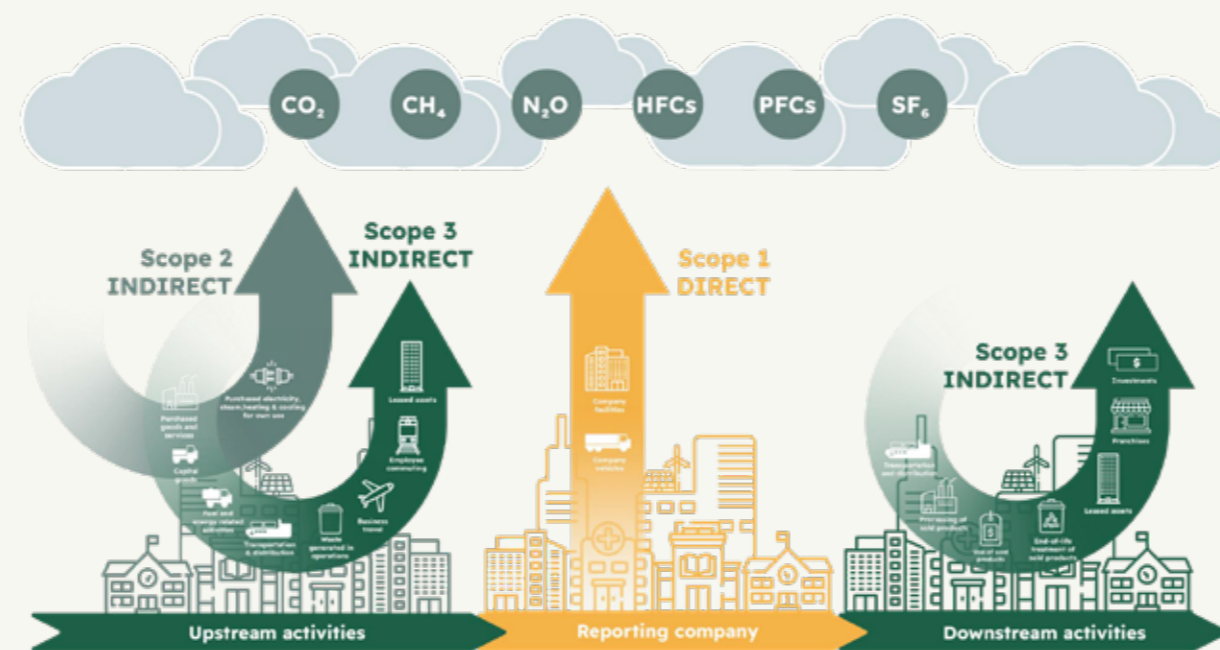 CO₂
CH₄
N₂O
HFCs
PFCs
SF₆
Scope 2
INDIRECT
Scope 3
INDIRECT
Scope 1
DIRECT
Scope 3
INDIRECT
Purchased electricity,
steam, heating & cooling
for own use
Purchased
goods and
services
Capital
goods
Fuel and
energy related
activities
Transportation
& distribution
Waste
generated in
operations
Business
travel
Employee
commuting
Leased assets
Company
facilities
Company
vehicles
Transportation
and distribution
Processing of
sold products
Use of sold
products
End-of-life
treatment of
sold products
Leased assets
Franchises
Investments
Upstream activities
Reporting company
Downstream activities